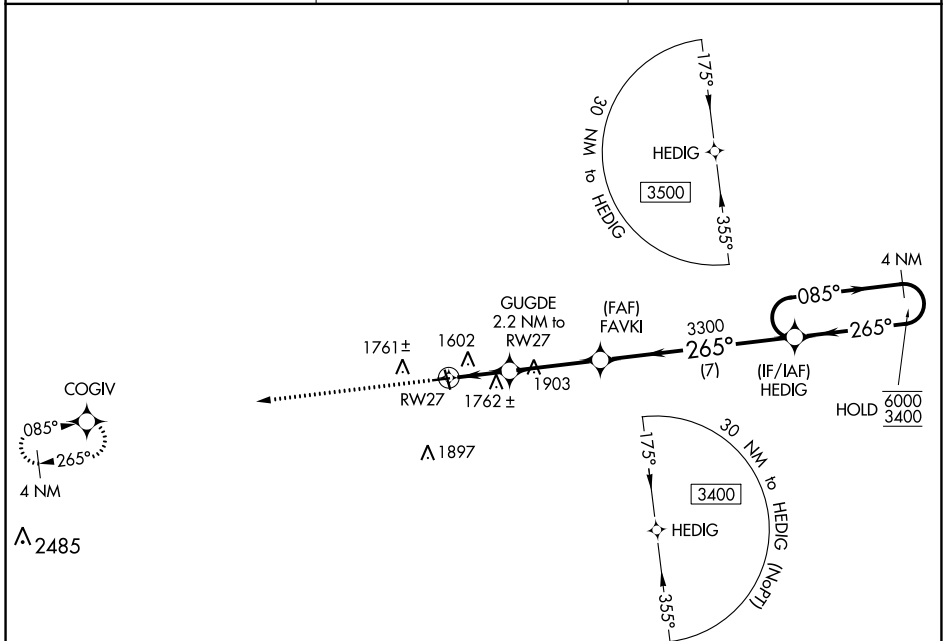 175°
30 NM to HEDIG
HEDIG
3500
355°
4 NM
085°
265°
GUGDE
2.2 NM to
RW27
(FAF)
FAVKI
3300
265°
(7)
(IF/IAF)
HEDIG
HOLD 6000
3400
1761 ±
1602
1903
1762 ±
RW27
COGIV
085°
265°
4 NM
1897
2485
175°
30 NM to HEDIG (NoPT)
3400
HEDIG
355°